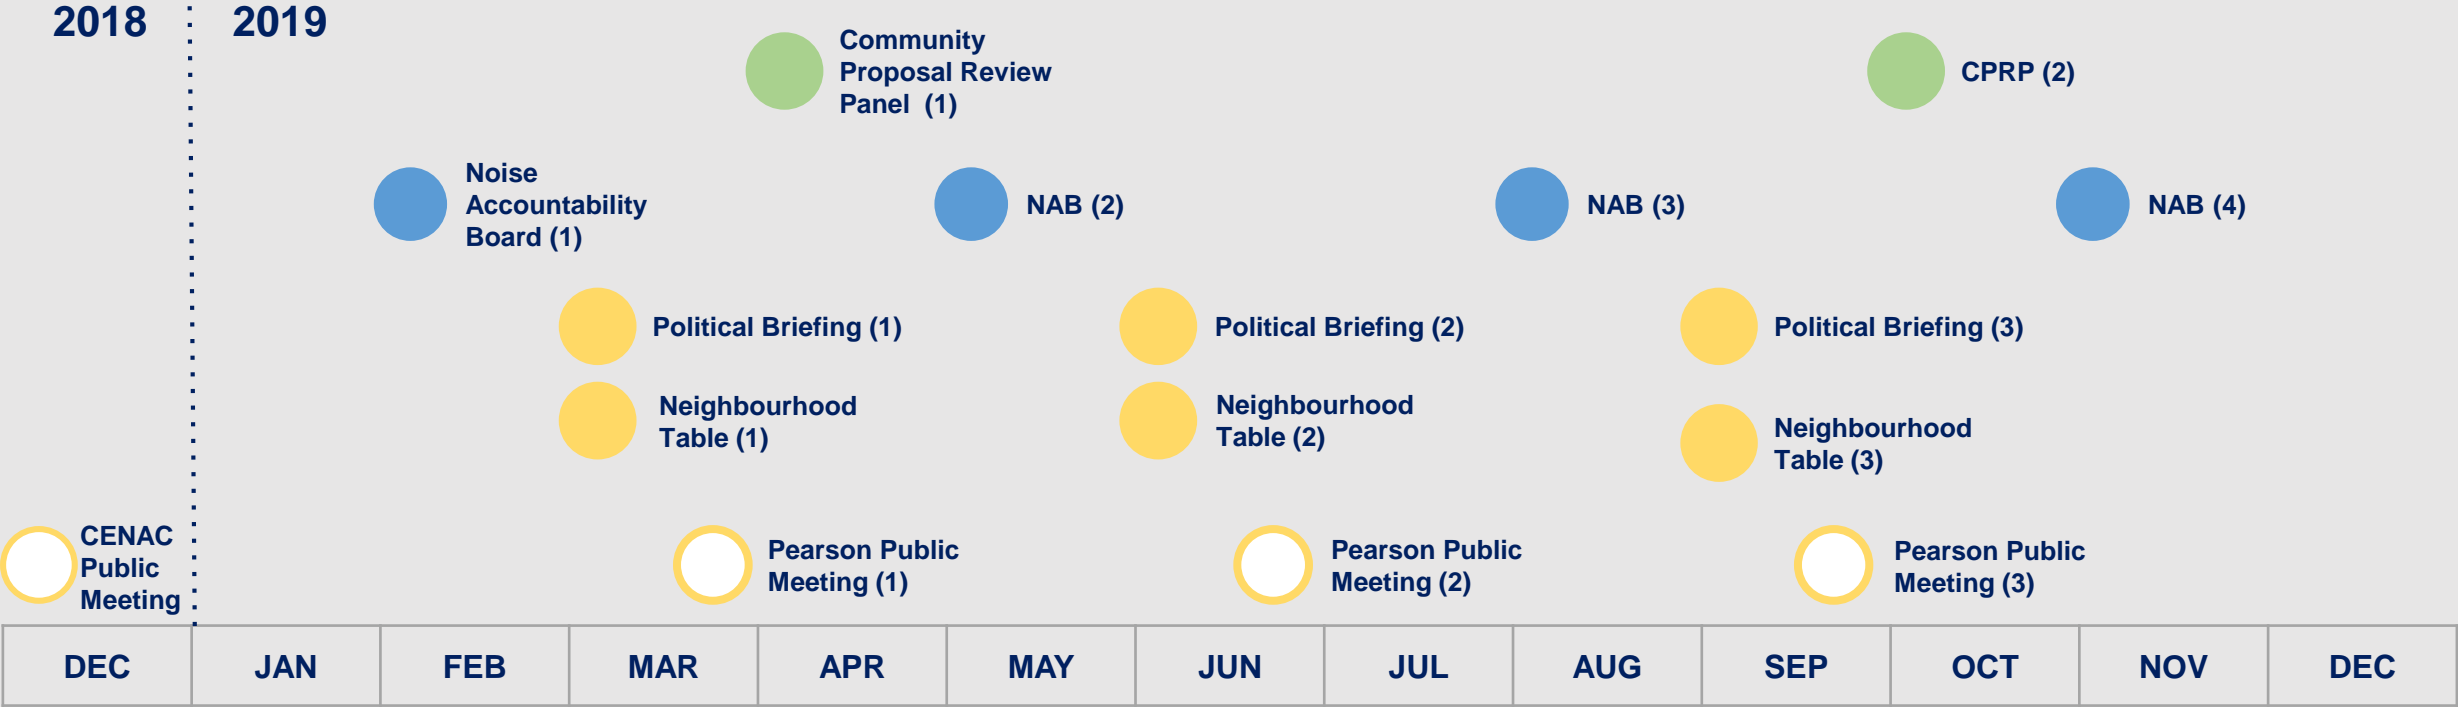 2018
2019
Community
Proposal Review
Panel (1)
CPRP (2)
Noise
Accountability
Board (1)
NAB (2)
NAB (3)
NAB (4)
Political Briefing (1)
Political Briefing (2)
Political Briefing (3)
Neighbourhood
Table (1)
Neighbourhood
Table (2)
Neighbourhood
Table (3)
CENAC
Public
Meeting
Pearson Public
Meeting (1)
Pearson Public
Meeting (2)
Pearson Public
Meeting (3)
DEC
JAN
FEB
MAR
APR
MAY
JUN
JUL
AUG
SEP
OCT
NOV
DEC